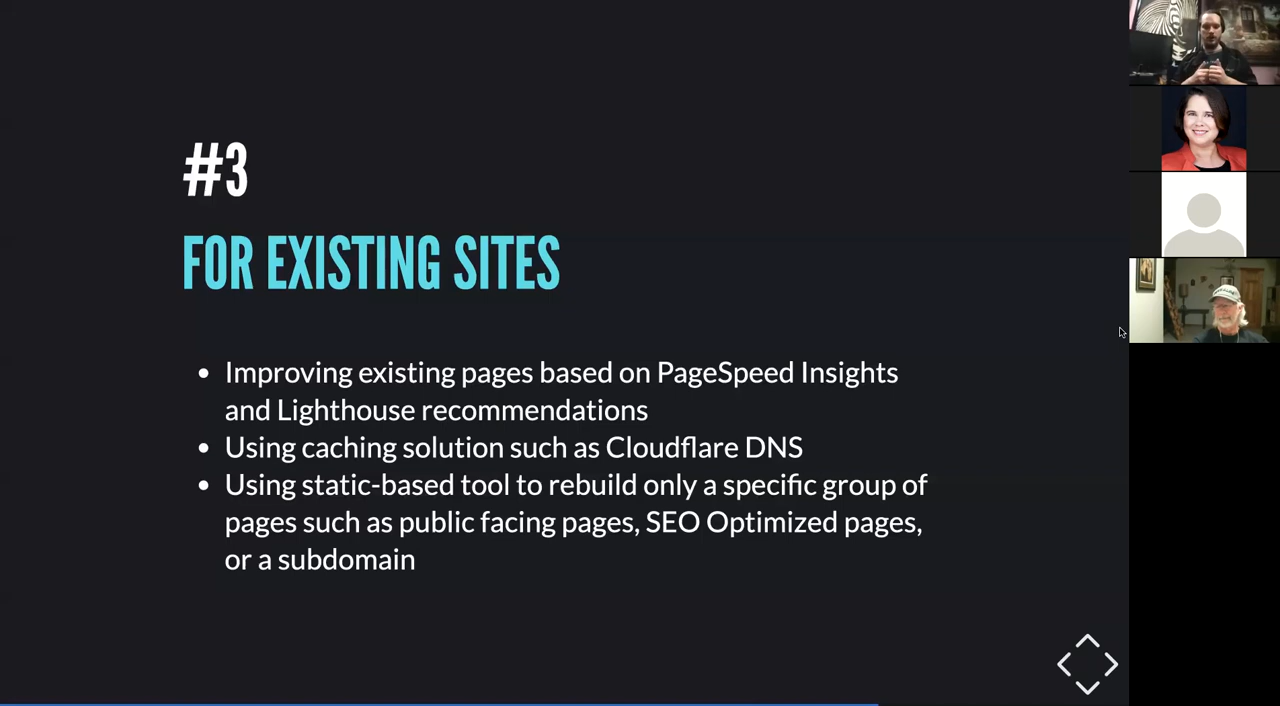 #3
FOR EXISTING SITES
• Improving existing pages based on PageSpeed Insights
and Lighthouse recommendations
• Using caching solution such as Cloudflare DNS
• Using static-based tool to rebuild only a specific group of
pages such as public facing pages, SEO Optimized pages,
or a subdomain